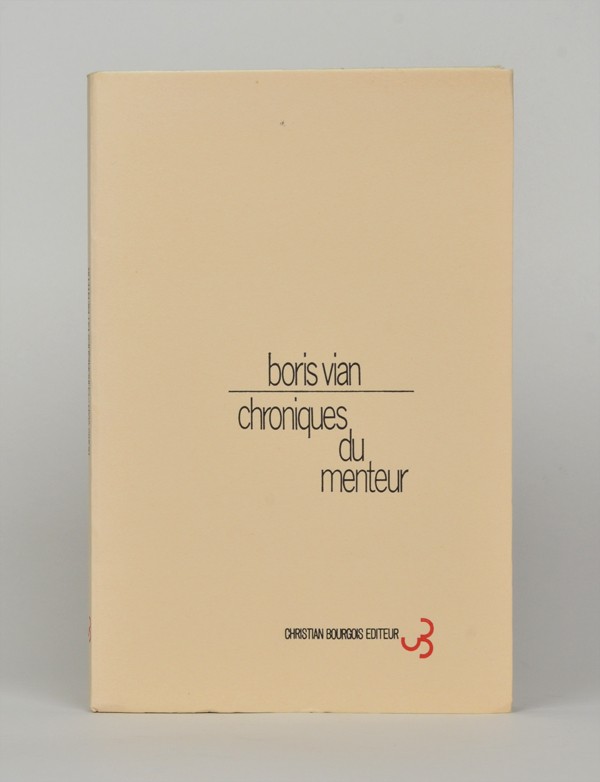 boris vian
chroniques
du
menteur
CHRISTIAN BOURGOIS EDITEUR